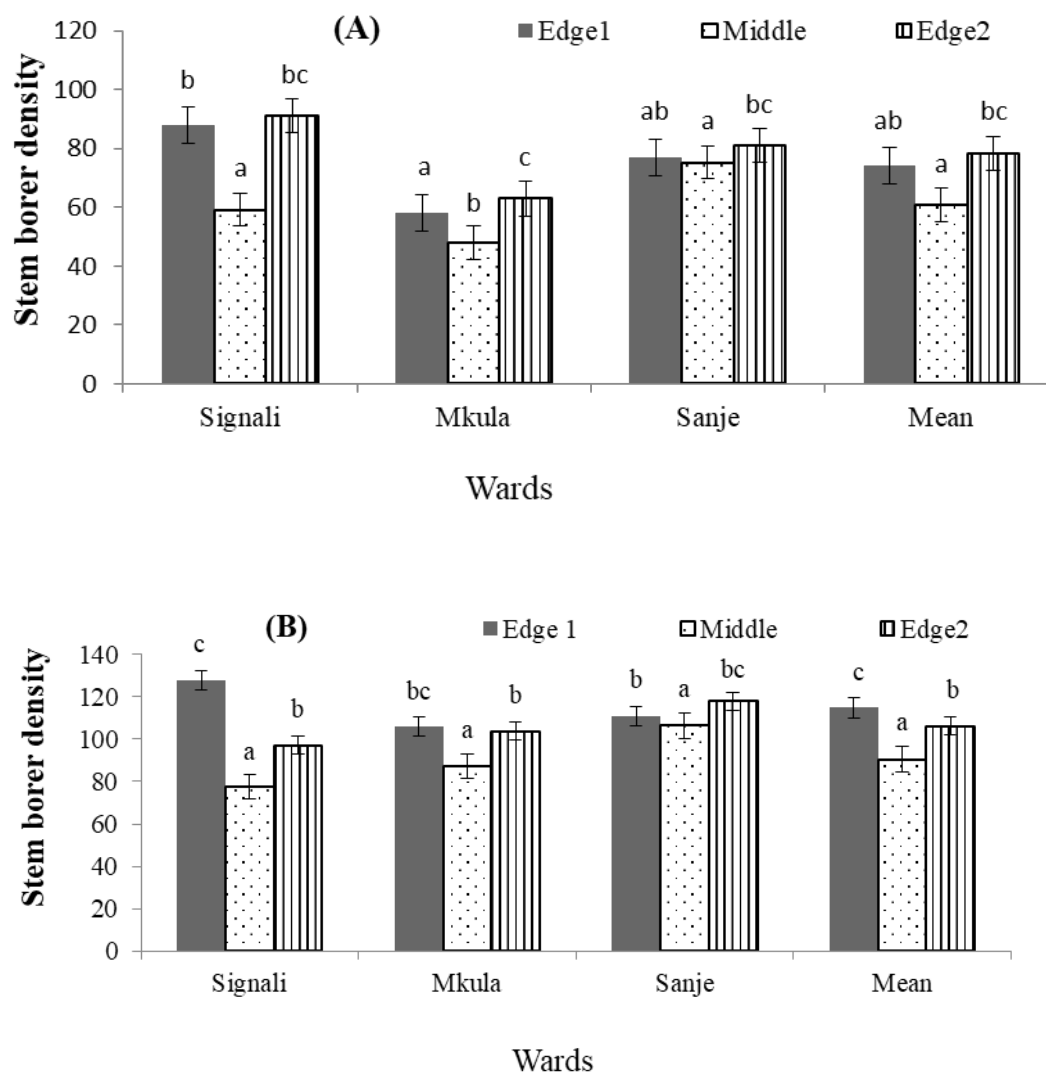 (A)
Edge1 Middle Edge2
Stem borer density
120
100
80
60
40
20
0
b a bc
a b c
ab a bc
ab a bc
Signali Mkula Sanje Mean
Wards
(B)
Edge 1 Middle Edge2
Stem borer density
140
120
100
80
60
40
20
0
c a b
bc a b
b a bc
c a b
Signali Mkula Sanje Mean
Wards